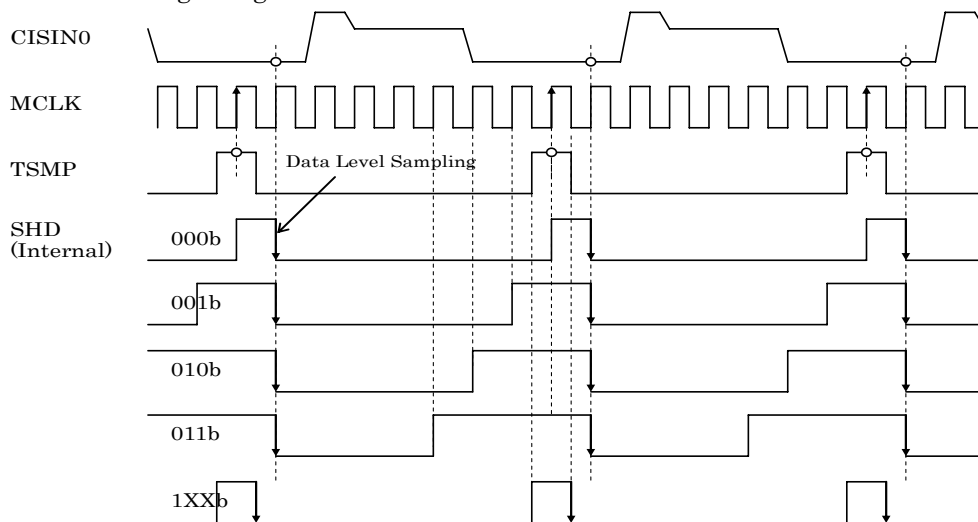 CISIN0
MCLK
TSMP
Data Level Sampling
SHD
(Internal)
000b
001b
010b
011b
1XXb